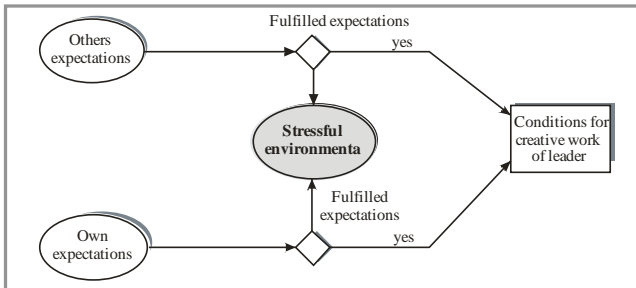 Fulfilled expectations
Others
expectations
yes
Stressful
environmenta
Conditions for
creative work
of leader
Fulfilled
expectations
Own
expectations
yes